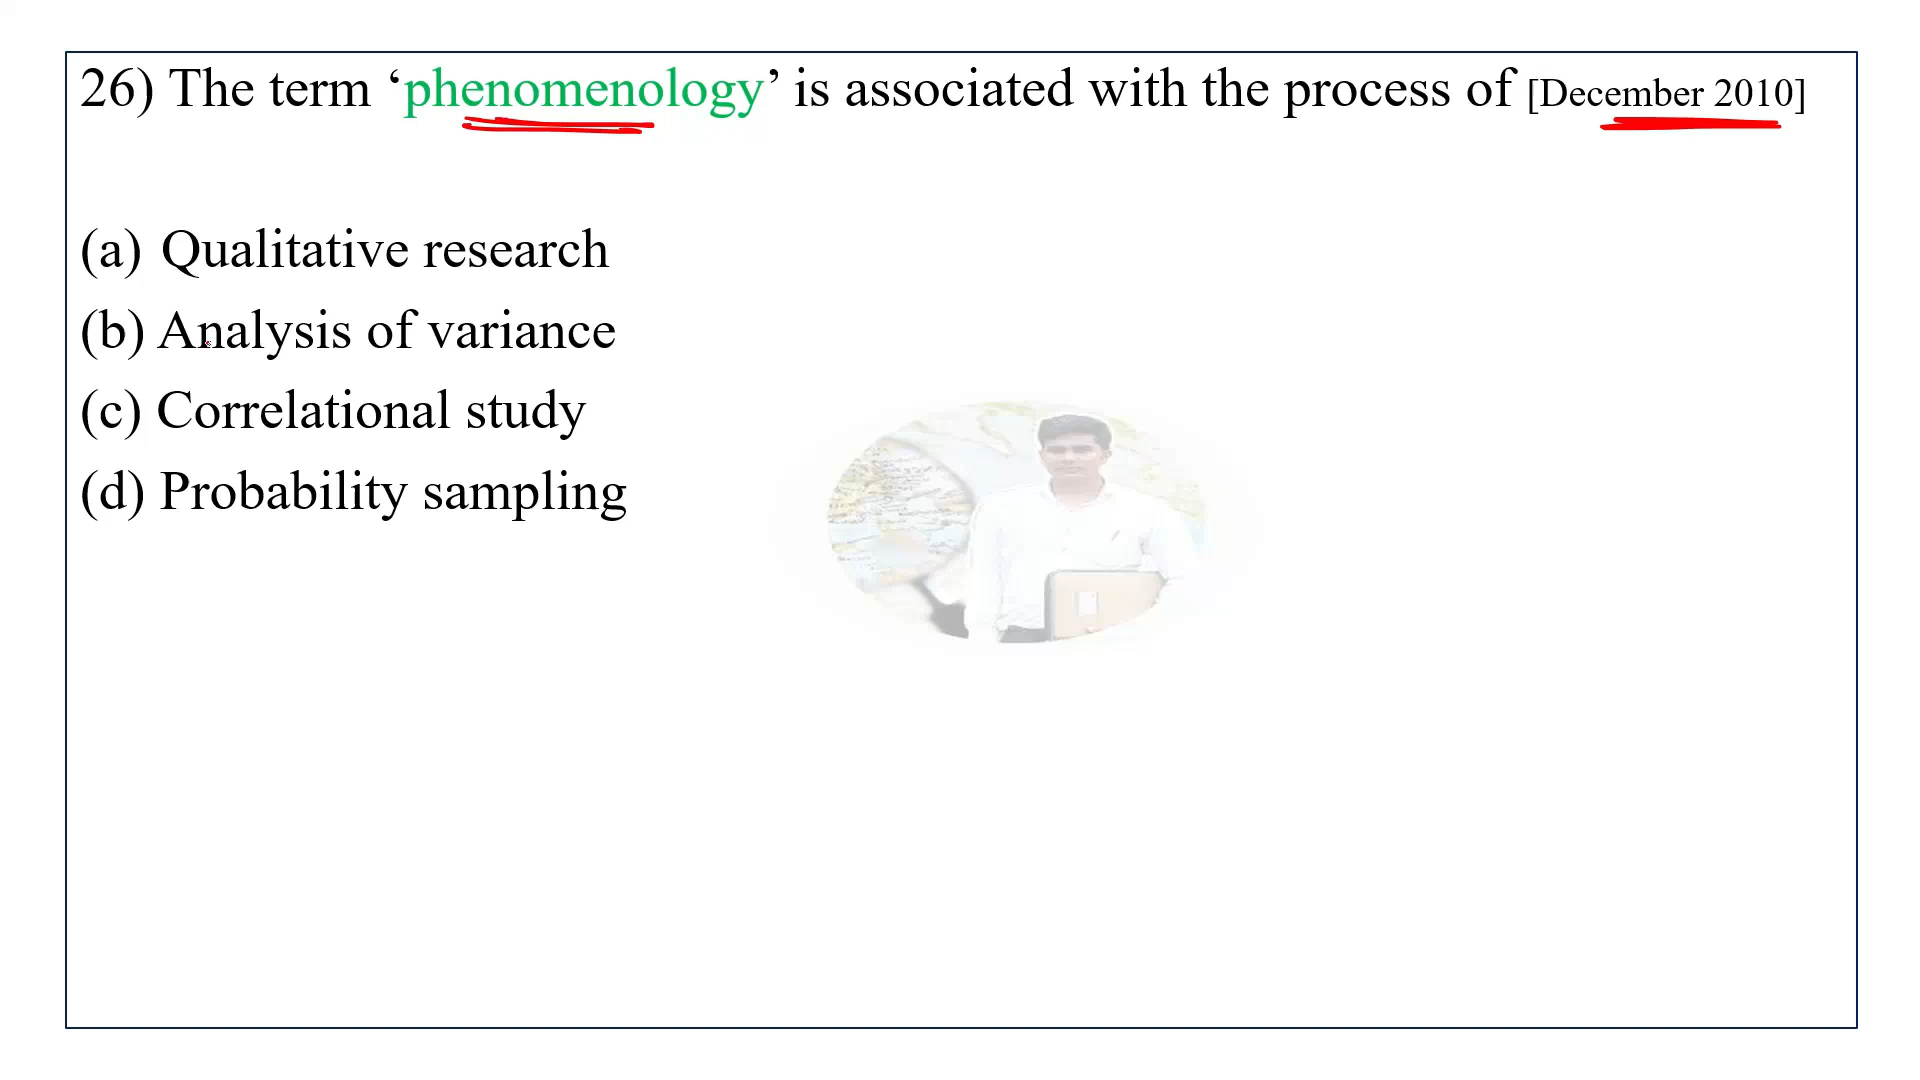 26) The term ‘phenomenology’ is associated with the process of [December 2010]
(a) Qualitative research
(b) Analysis of variance
(c) Correlational study
(d) Probability sampling